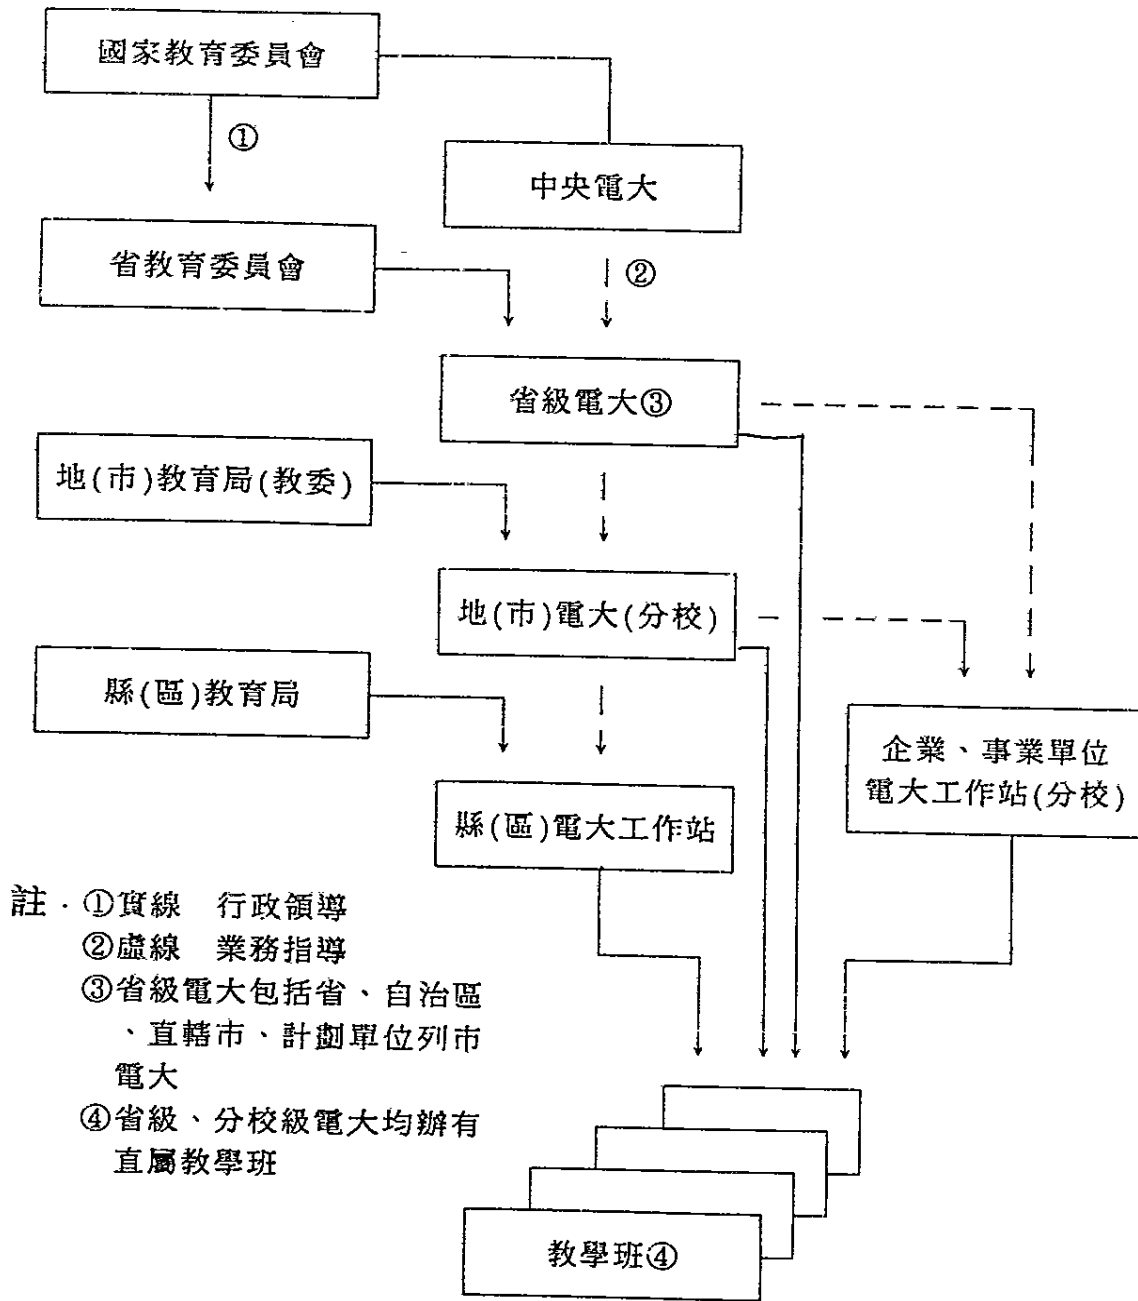 國家教育委員會
①
中央電大
省教育委員會
②
省級電大③
地(市)教育局(教委)
地(市)電大(分校)
縣(區)教育局
企業、事業單位
電大工作站(分校)
縣(區)電大工作站
註.①實線 行政領導
②虛線 業務指導
③省級電大包括省、自治區
、直轄市、計劃單位列市
電大
④省級、分校級電大均辦有
直屬教學班
教學班④